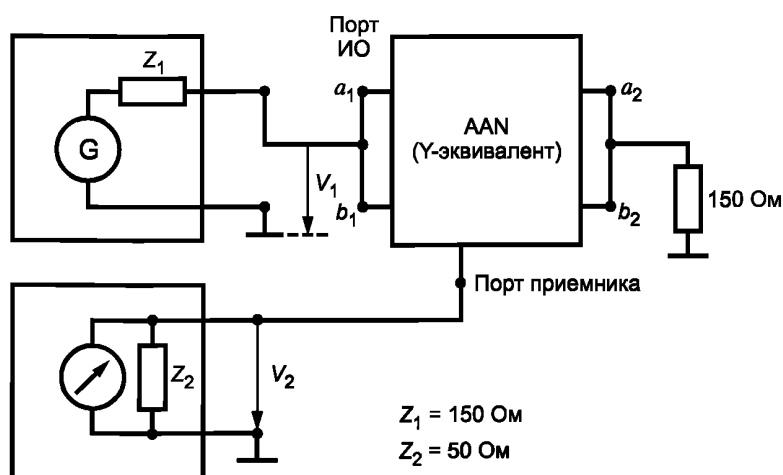 Порт
ИО
Z₁
a₁
a₂
AAN
(Y-эквивалент)
G
V₁
150 Ом
b₁
b₂
Порт приемника
Z₂
V₂
Z₁ = 150 Ом
Z₂ = 50 Ом